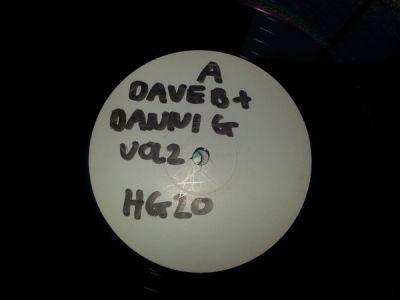 A
DAVE B +
DANNI G
VOL2
HG20